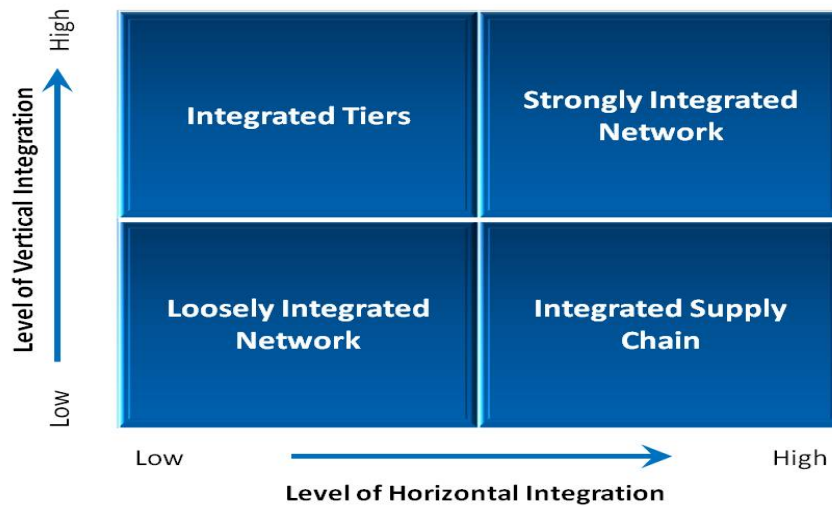 High
Level of Vertical Integration
Low
Integrated Tiers
Strongly Integrated
Network
Loosely Integrated
Network
Integrated Supply
Chain
Low
High
Level of Horizontal Integration